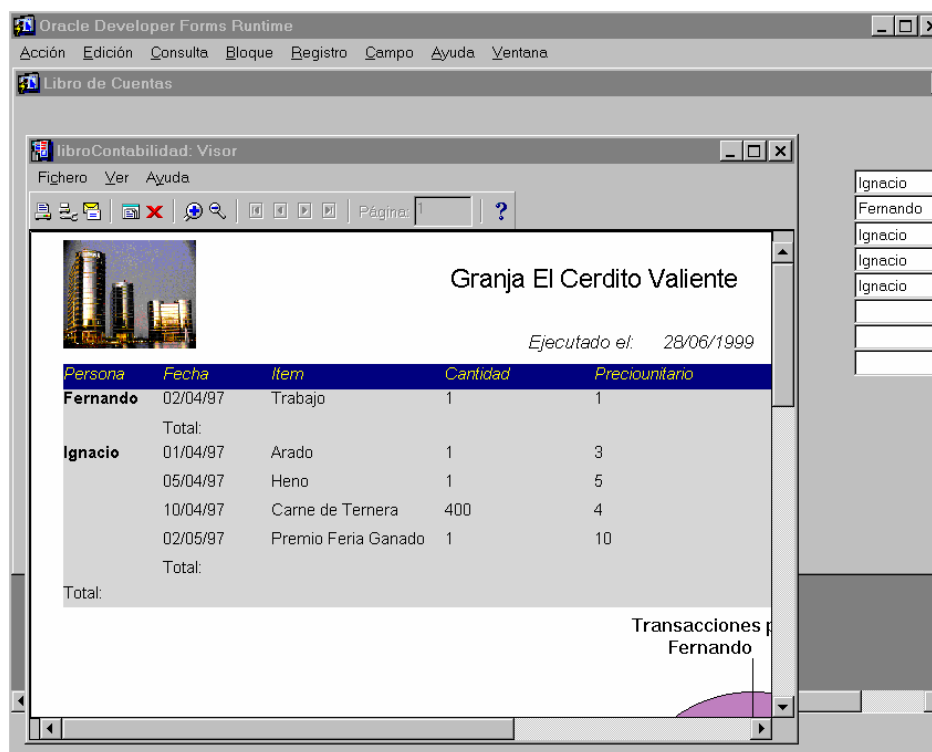 Oracle Developer Forms Runtime
Acción Edición Consulta Bloque Registro Campo Ayuda Ventana
Libro de Cuentas
libroContabilidad: Visor
Fichero Ver Ayuda
Página: 1
Granja El Cerdito Valiente
Ejecutado el: 28/06/1999
Persona Fecha Item Cantidad Preciounitario
Fernando 02/04/97 Trabajo 1 1
Total:
Ignacio 01/04/97 Arado 1 3
05/04/97 Heno 1 5
10/04/97 Carne de Ternera 400 4
02/05/97 Premio Feria Ganado 1 10
Total:
Total:
Transacciones p
Fernando
Ignacio
Fernando
Ignacio
Ignacio
Ignacio